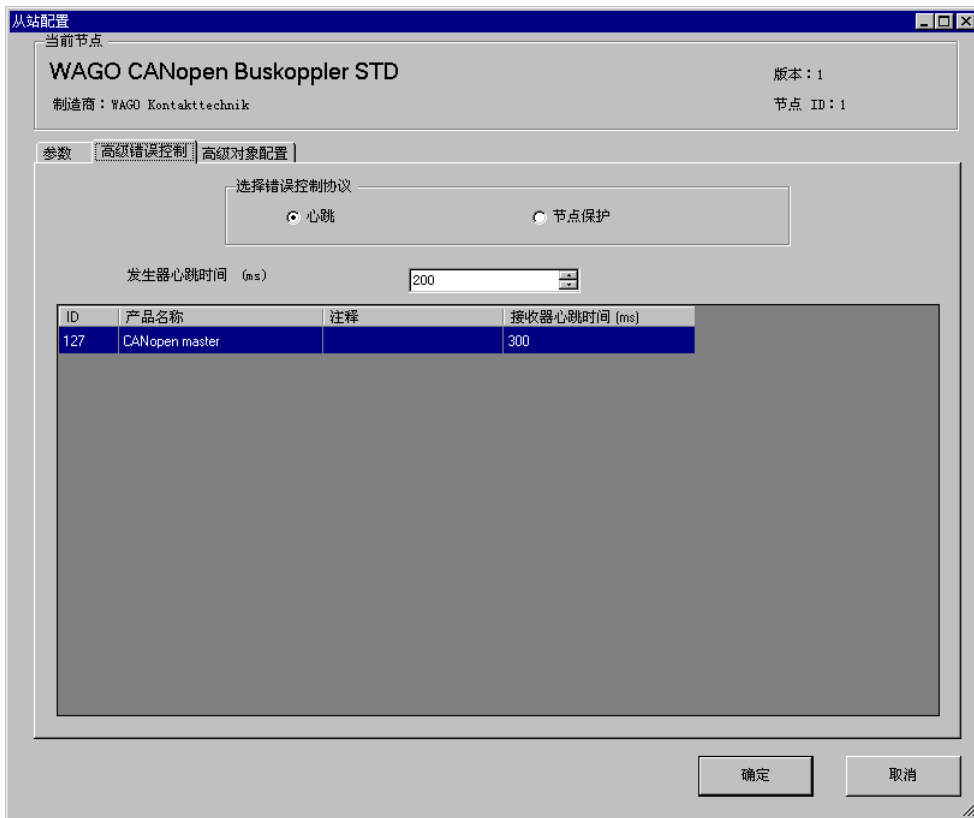 从站配置
当前节点
WAGO CANopen Buskoppler STD
版本：1
制造商：WAGO Kontakttechnik
节点 ID：1
参数 高级错误控制 高级对象配置
选择错误控制协议
心跳 节点保护
发生器心跳时间 (ms) 200
ID 产品名称 注释 接收器心跳时间 (ms)
127 CANopen master 300
确定 取消